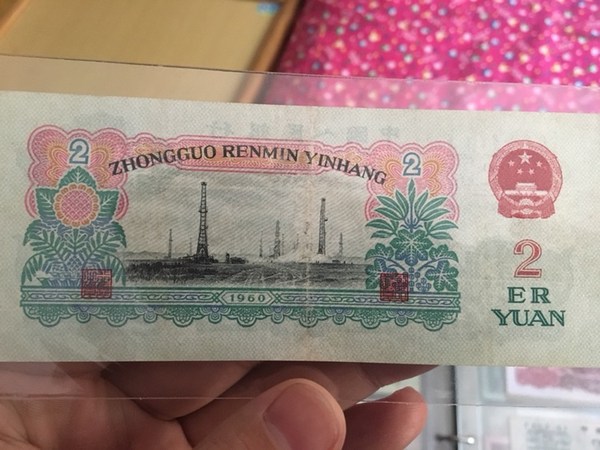 2
ZHONGGUO RENMIN YINHANG
2
1960
2
ER
YUAN